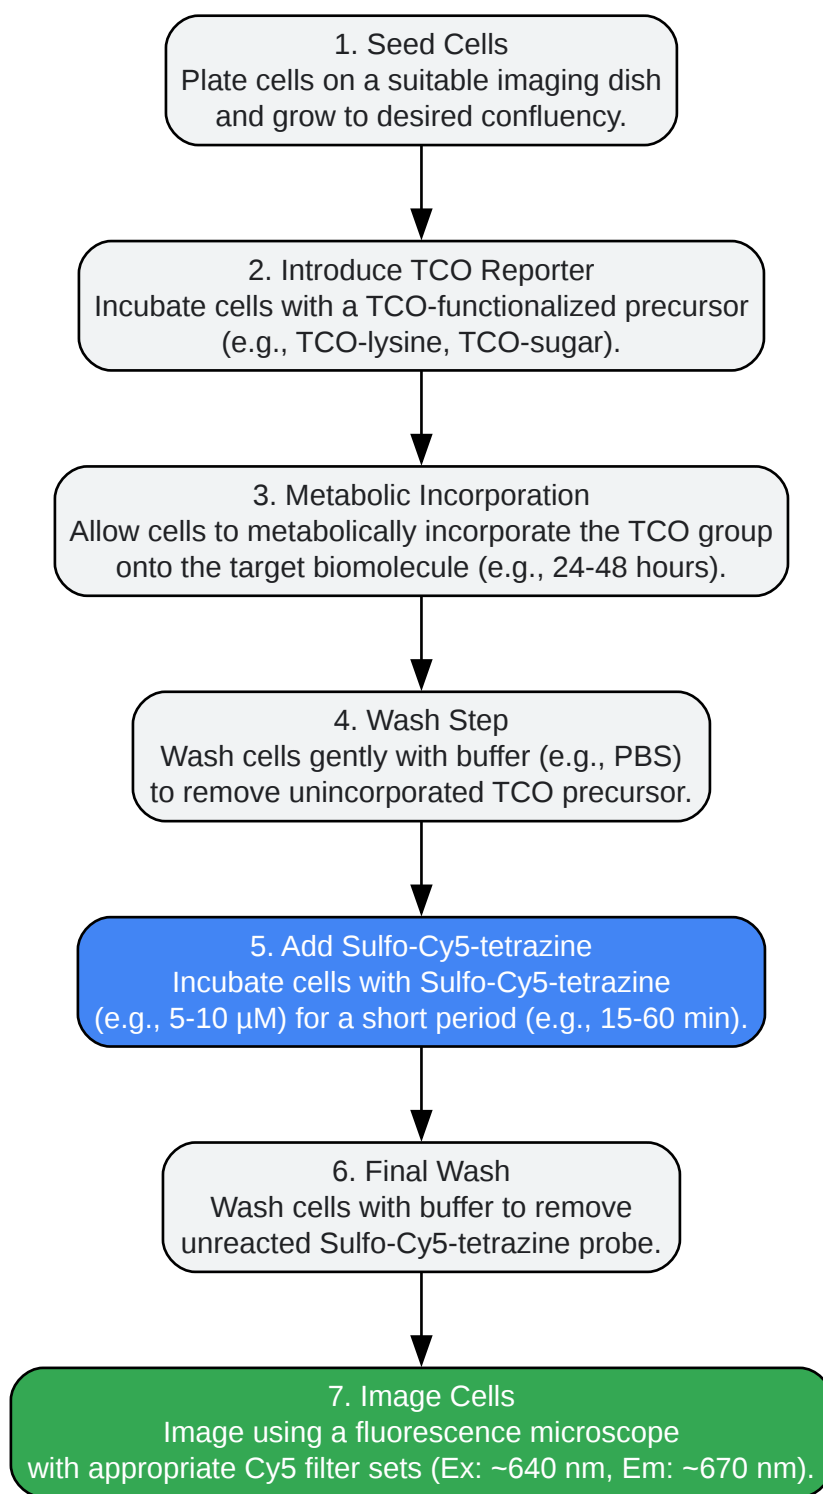 1. Seed Cells
Plate cells on a suitable imaging dish
and grow to desired confluency.
2. Introduce TCO Reporter
Incubate cells with a TCO-functionalized precursor
(e.g., TCO-lysine, TCO-sugar).
3. Metabolic Incorporation
Allow cells to metabolically incorporate the TCO group
onto the target biomolecule (e.g., 24-48 hours).
4. Wash Step
Wash cells gently with buffer (e.g., PBS)
to remove unincorporated TCO precursor.
5. Add Sulfo-Cy5-tetrazine
Incubate cells with Sulfo-Cy5-tetrazine
(e.g., 5-10 µM) for a short period (e.g., 15-60 min).
6. Final Wash
Wash cells with buffer to remove
unreacted Sulfo-Cy5-tetrazine probe.
7. Image Cells
Image using a fluorescence microscope
with appropriate Cy5 filter sets (Ex: ~640 nm, Em: ~670 nm).